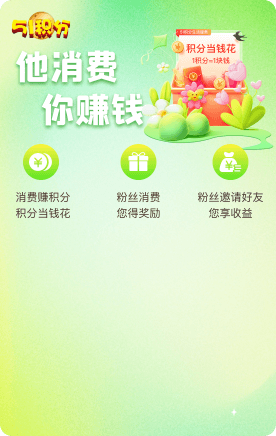 51积分
积分当钱花
1积分=1块钱
他消费
你赚钱
消费赚积分
积分当钱花
粉丝消费
您得奖励
粉丝邀请好友
您享收益